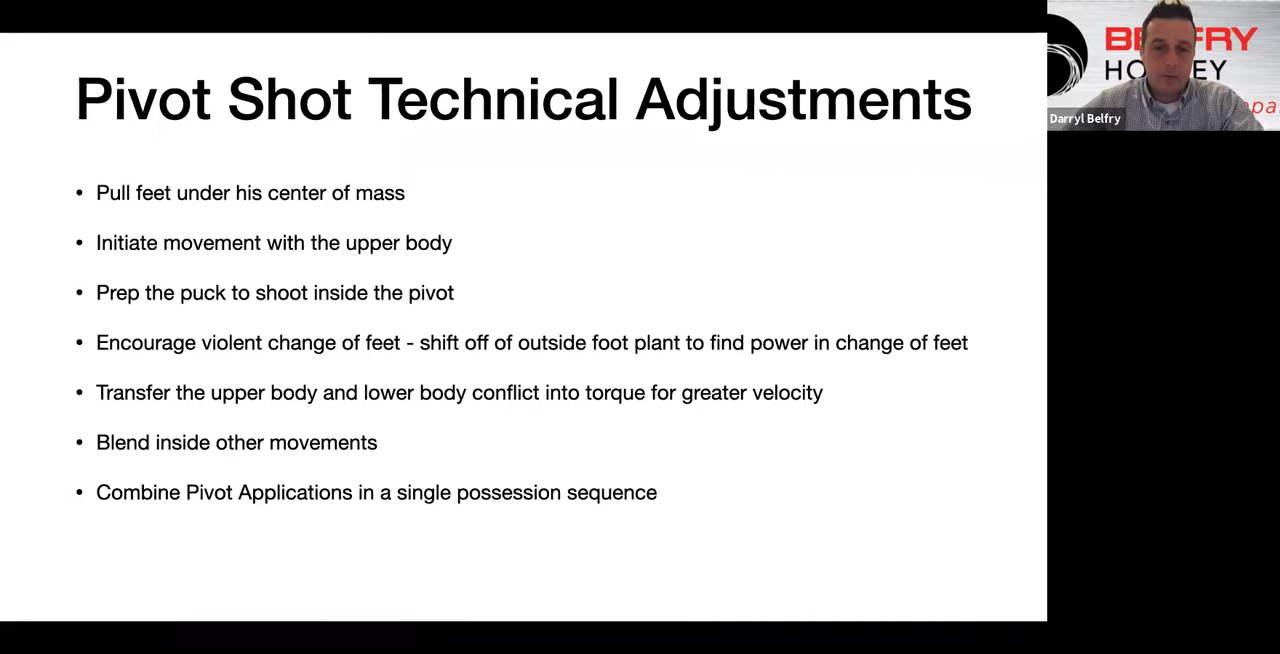 Pivot Shot Technical Adjustments
• Pull feet under his center of mass
• Initiate movement with the upper body
• Prep the puck to shoot inside the pivot
• Encourage violent change of feet - shift off of outside foot plant to find power in change of feet
• Transfer the upper body and lower body conflict into torque for greater velocity
• Blend inside other movements
• Combine Pivot Applications in a single possession sequence
Darryl Belfry